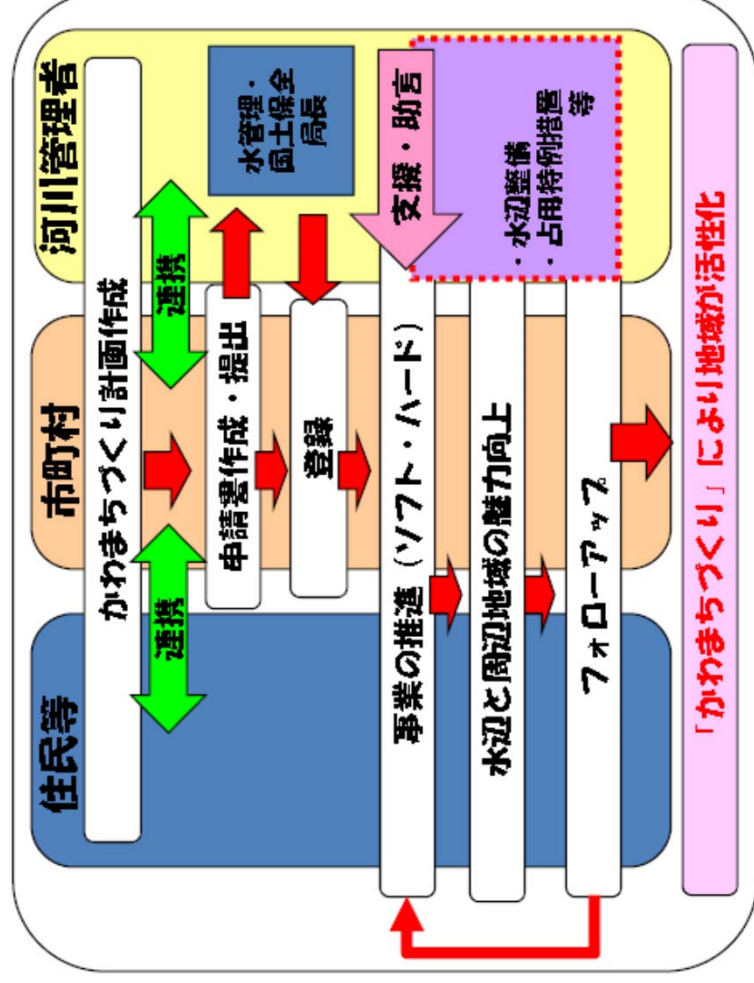 住民等
市町村
河川管理者
かわまちづくり計画作成
連携
連携
申請書作成・提出
水管理・
国土保全
局長
登録
事業の推進（ソフト・ハード）
支援・助言
水辺と周辺地域の魅力向上
・水辺整備
・占用特例措置
等
フォローアップ
「かわまちづくり」により地域が活性化